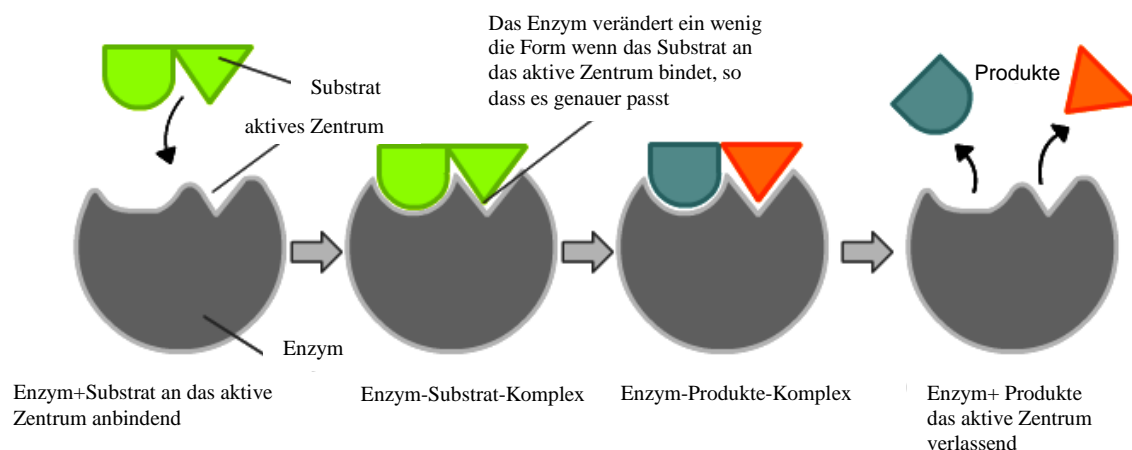 Das Enzym verändert ein wenig
die Form wenn das Substrat an
das aktive Zentrum bindet, so
dass es genauer passt
Substrat
aktives Zentrum
Produkte
Enzym
Enzym+Substrat an das aktive
Zentrum anbindend
Enzym-Substrat-Komplex
Enzym-Produkte-Komplex
Enzym+ Produkte
das aktive Zentrum
verlassend